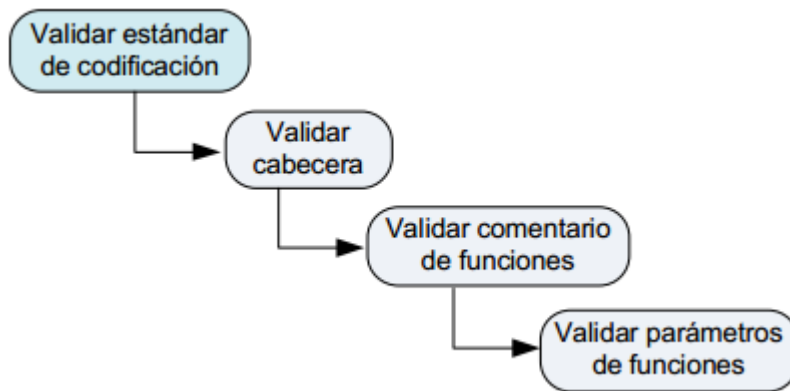 Validar estándar
de codificación
Validar
cabecera
Validar comentario
de funciones
Validar parámetros
de funciones